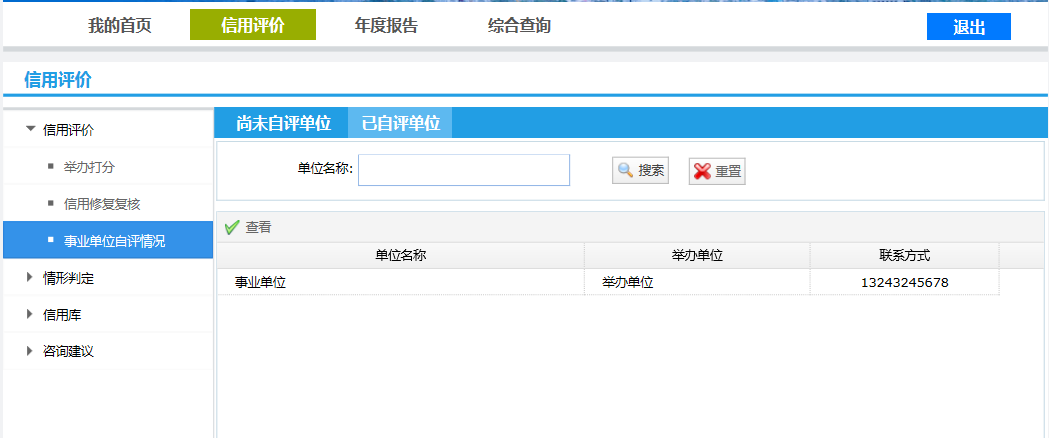 我的首页 信用评价 年度报告 综合查询 退出
信用评价
信用评价
举办打分
信用修复复核
事业单位自评情况
情形判定
信用库
咨询建议
尚未自评单位 已自评单位
单位名称: 搜索 重置
查看
单位名称 举办单位 联系方式
事业单位 举办单位 13243245678